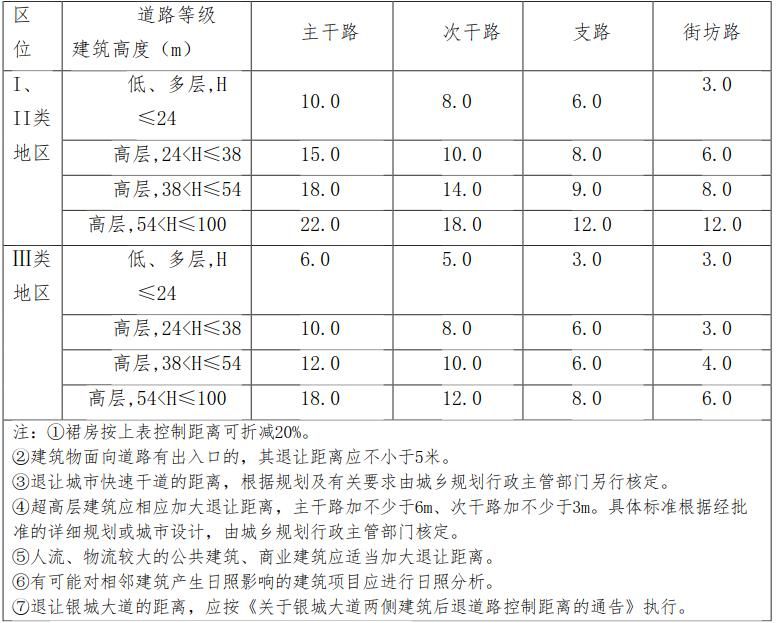 区位 道路等级 建筑高度（m） 主干路 次干路 支路 街坊路
I、II类地区 低、多层,H≤24 10.0 8.0 6.0 3.0
高层,24<H≤38 15.0 10.0 8.0 6.0
高层,38<H≤54 18.0 14.0 9.0 8.0
高层,54<H≤100 22.0 18.0 12.0 12.0
Ⅲ类地区 低、多层,H≤24 6.0 5.0 3.0 3.0
高层,24<H≤38 10.0 8.0 6.0 3.0
高层,38<H≤54 12.0 10.0 6.0 4.0
高层,54<H≤100 18.0 12.0 8.0 6.0
注：①裙房按上表控制距离可折减20%。
②建筑物面向道路有出入口的，其退让距离应不小于5米。
③退让城市快速干道的距离，根据规划及有关要求由城乡规划行政主管部门另行核定。
④超高层建筑应相应加大退让距离，主干路加不少于6m、次干路加不少于3m。具体标准根据经批
准的详细规划或城市设计，由城乡规划行政主管部门核定。
⑤人流、物流较大的公共建筑、商业建筑应适当加大退让距离。
⑥有可能对相邻建筑产生日照影响的建筑项目应进行日照分析。
⑦退让银城大道的距离，应按《关于银城大道两侧建筑后退道路控制距离的通告》执行。